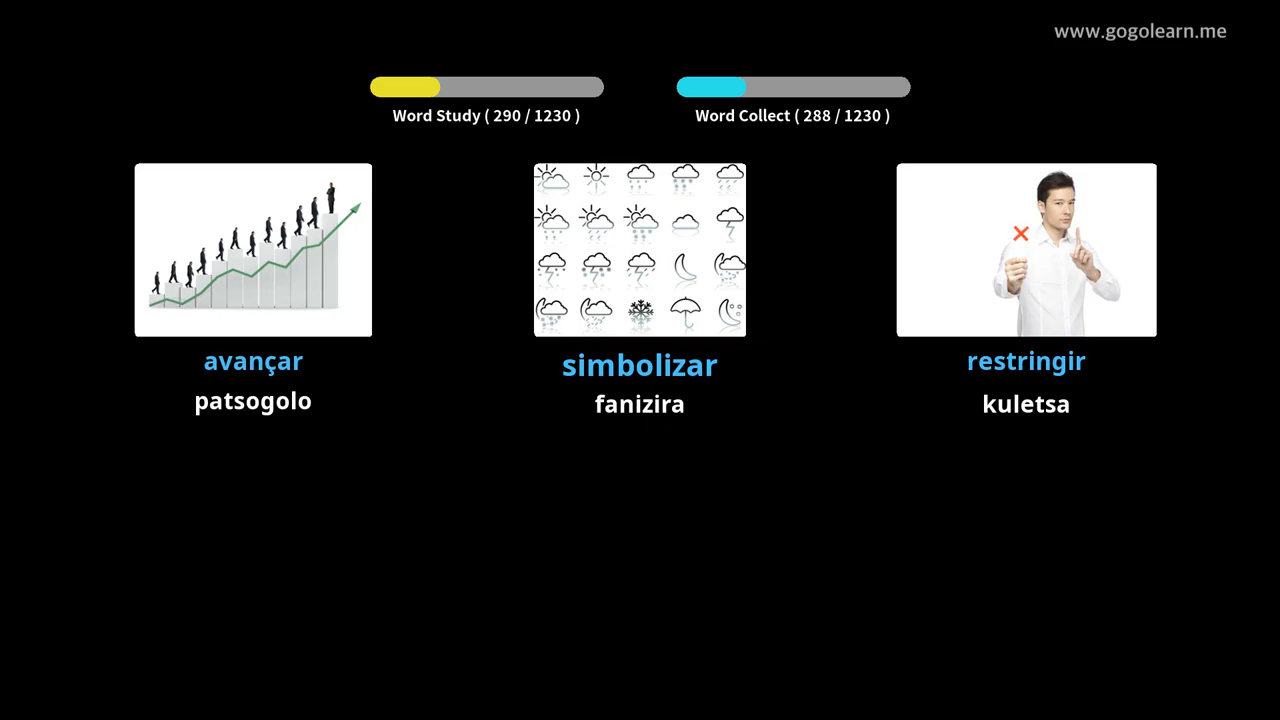 www.gogolearn.me
Word Study ( 290 / 1230 )
Word Collect ( 288 / 1230 )
avançar
patsogolo
simbolizar
fanizira
restringir
kuletsa